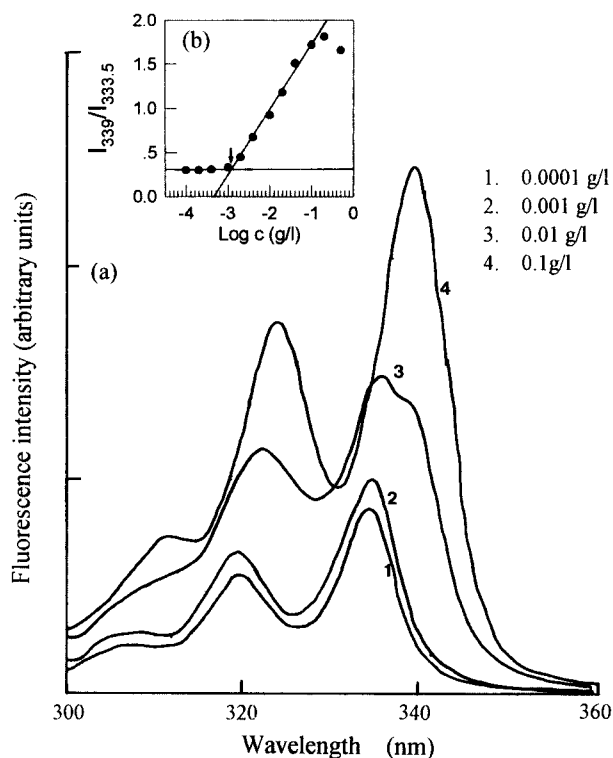 (b)
I339/I333.5
2.0
1.5
1.0
.5
0.0
-4 -3 -2 -1 0
Log c (g/l)
(a)
1. 0.0001 g/l
2. 0.001 g/l
3. 0.01 g/l
4. 0.1g/l
4
3
2
1
Fluorescence intensity (arbitrary units)
300 320 340 360
Wavelength (nm)